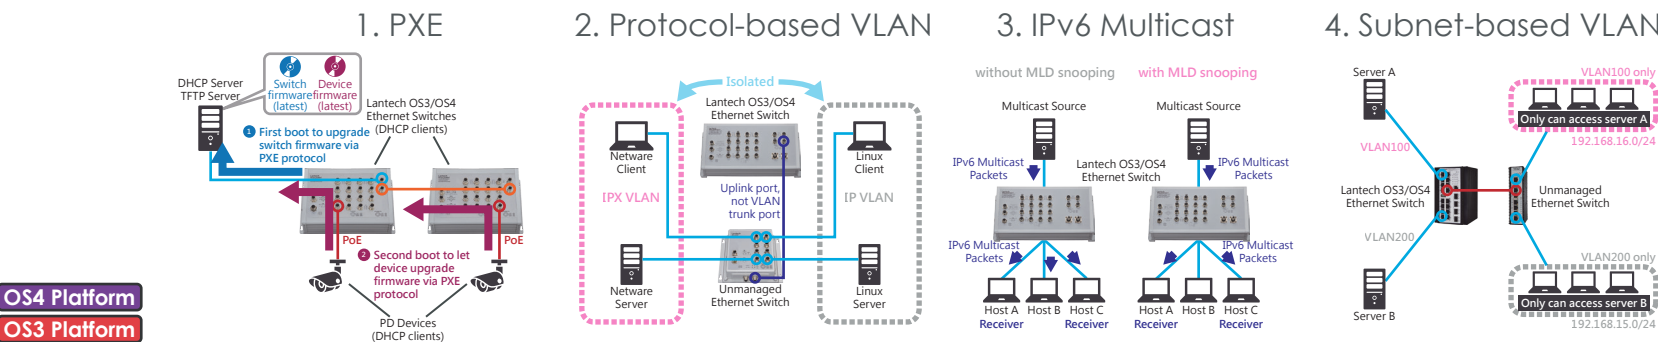 1. PXE
DHCP Server
TFTP Server
Switch
firmware
(latest)
Device
firmware
(latest)
Lantech OS3/OS4
Ethernet Switches
(DHCP clients)
1 First boot to upgrade
switch firmware via
PXE protocol
PoE
PoE
2 Second boot to let
device upgrade
firmware via PXE
protocol
PD Devices
(DHCP clients)
OS4 Platform
OS3 Platform
2. Protocol-based VLAN
Isolated
Lantech OS3/OS4
Ethernet Switch
Netware
Client
Linux
Client
IPX VLAN
Uplink port,
not VLAN
trunk port
IP VLAN
Netware
Server
Unmanaged
Ethernet Switch
Linux
Server
3. IPv6 Multicast
without MLD snooping
with MLD snooping
Multicast Source
Multicast Source
IPv6 Multicast
Packets
Lantech OS3/OS4
Ethernet Switch
IPv6 Multicast
Packets
IPv6 Multicast
Packets
IPv6 Multicast
Packets
Host A Host B Host C
Receiver Receiver
Host A Host B Host C
Receiver Receiver
4. Subnet-based VLAN
Server A
VLAN100 only
Only can access server A
192.168.16.0/24
VLAN100
Lantech OS3/OS4
Ethernet Switch
Unmanaged
Ethernet Switch
VLAN200
VLAN200 only
Only can access server B
192.168.15.0/24
Server B